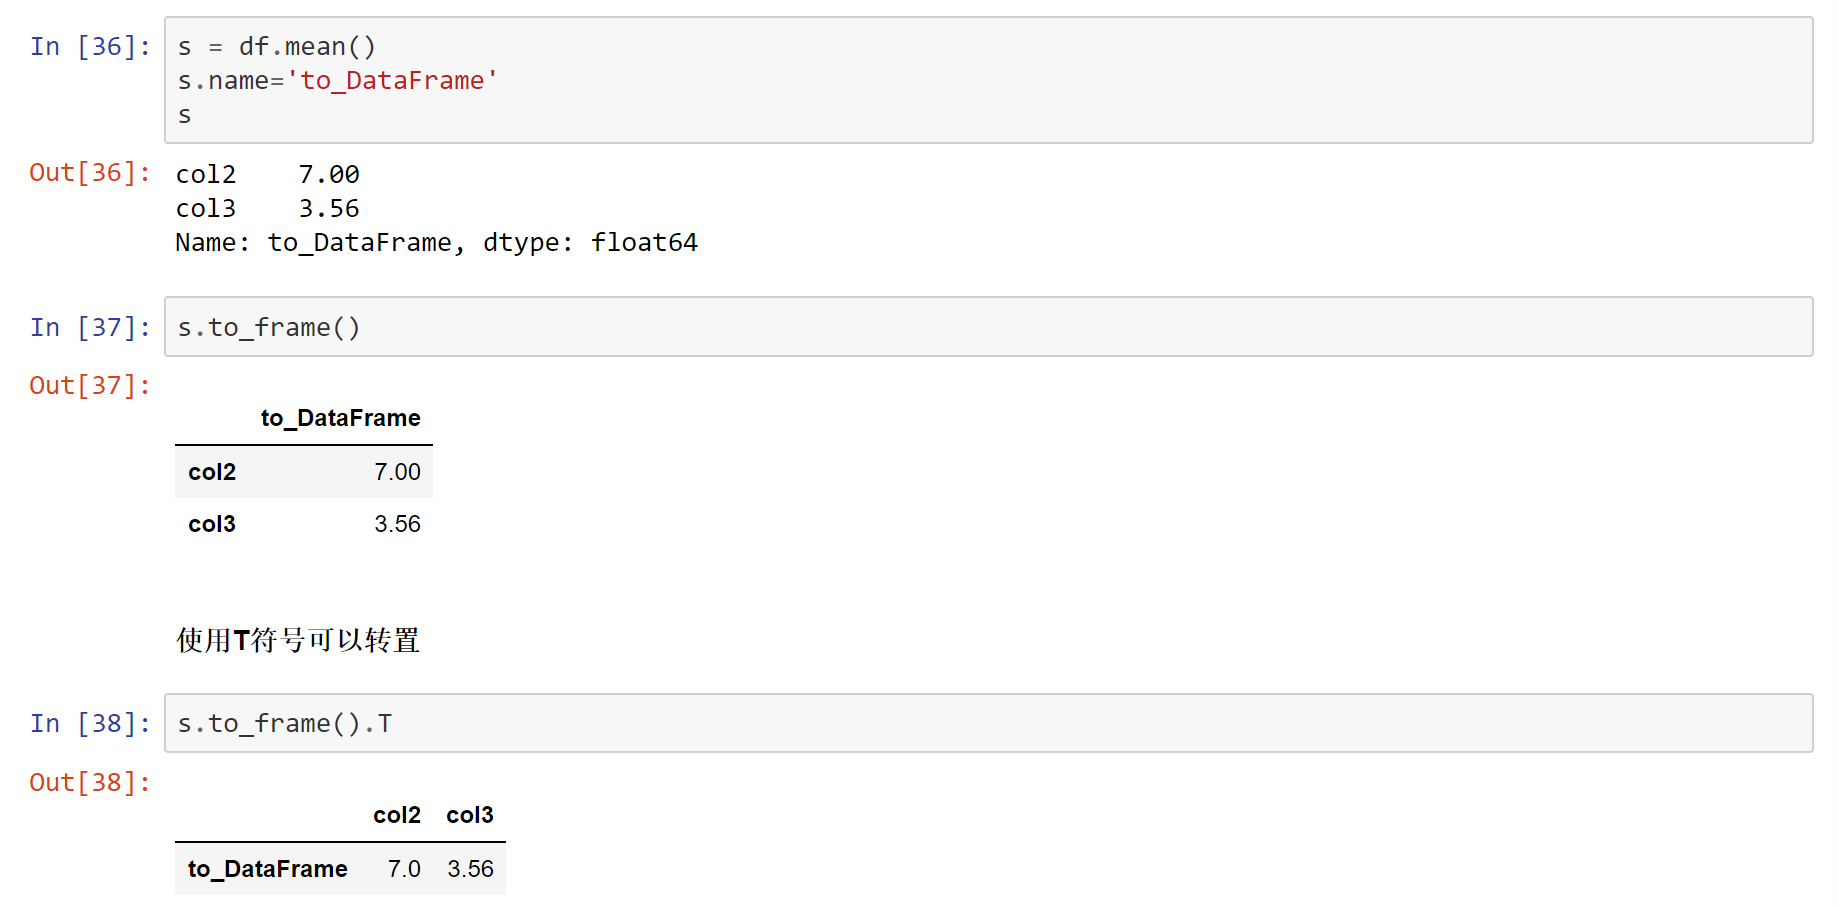 In [36]: s = df.mean()
s.name='to_DataFrame'
s
Out[36]: col2    7.00
col3    3.56
Name: to_DataFrame, dtype: float64
In [37]: s.to_frame()
Out[37]:
to_DataFrame
col2 7.00
col3 3.56
使用T符号可以转置
In [38]: s.to_frame().T
Out[38]:
col2 col3
to_DataFrame 7.0 3.56